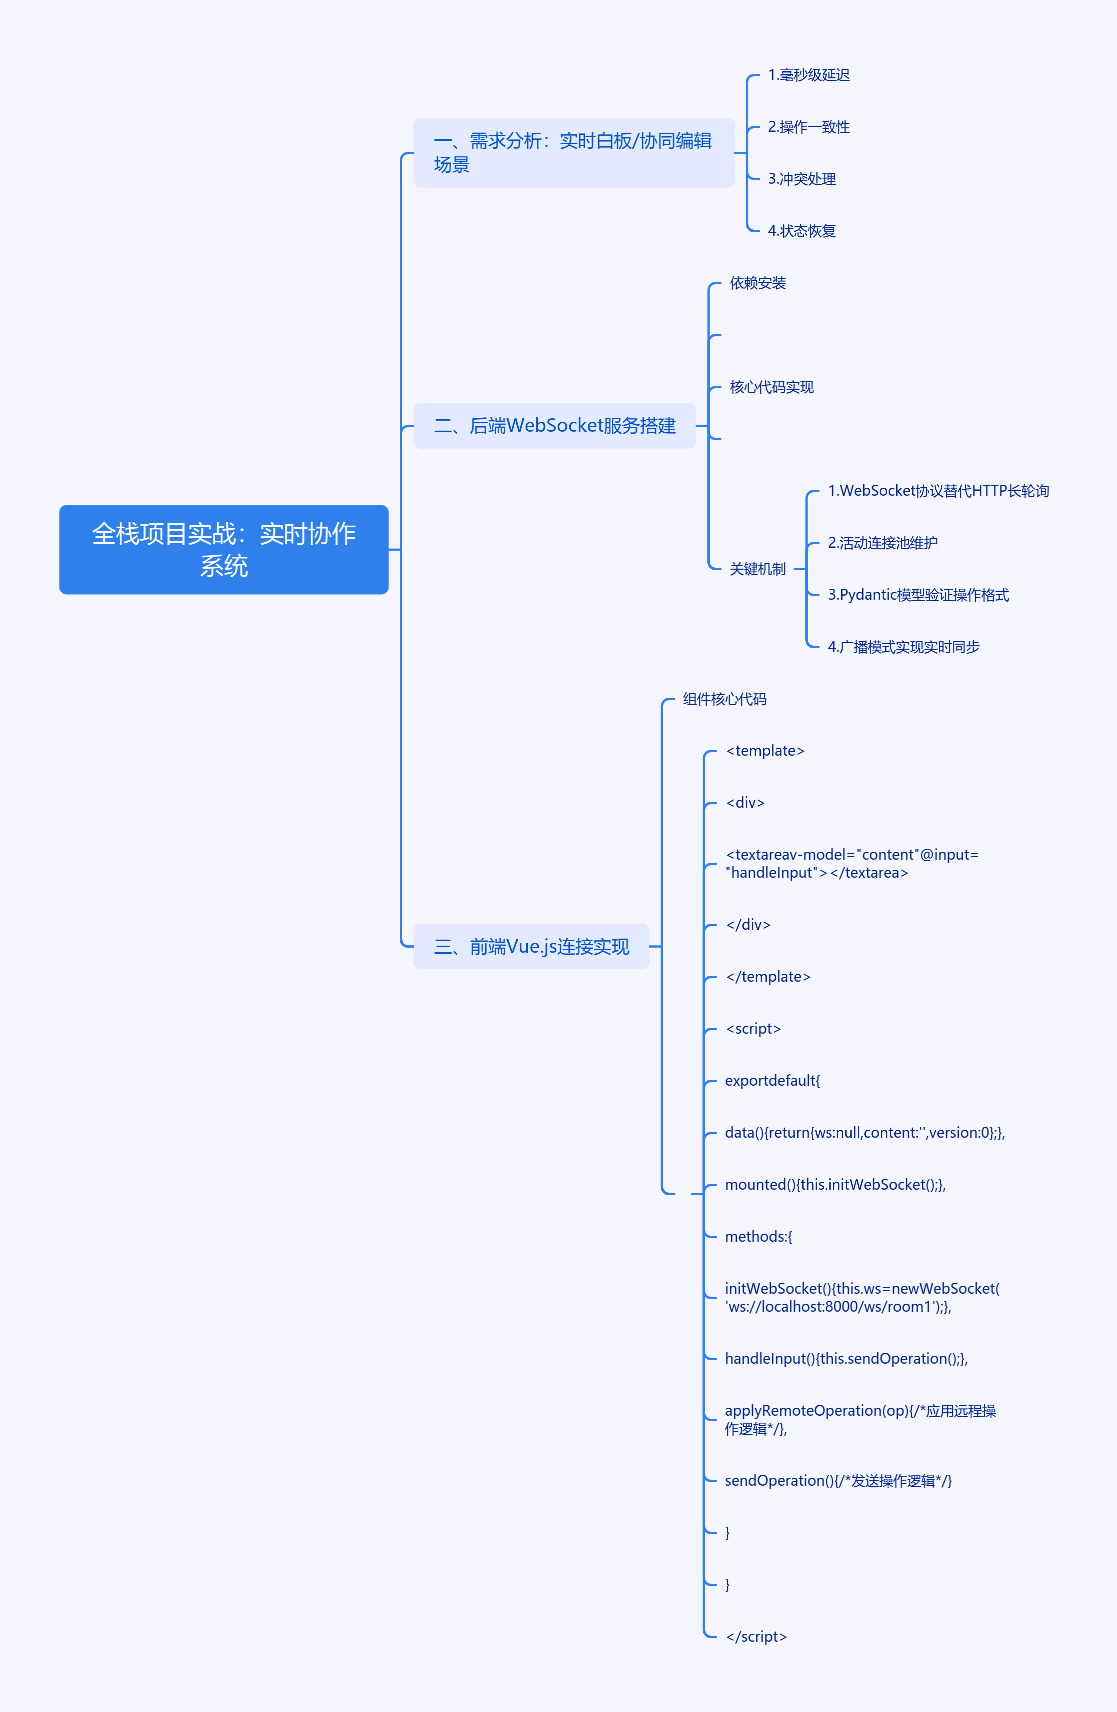 全栈项目实战：实时协作
系统
一、需求分析：实时白板/协同编辑
场景
1.毫秒级延迟
2.操作一致性
3.冲突处理
4.状态恢复
二、后端WebSocket服务搭建
依赖安装
核心代码实现
关键机制
1.WebSocket协议替代HTTP长轮询
2.活动连接池维护
3.Pydantic模型验证操作格式
4.广播模式实现实时同步
三、前端Vue.js连接实现
组件核心代码
<template>
<div>
<textareav-model="content"@input=
"handleInput"></textarea>
</div>
</template>
<script>
exportdefault{
data(){return{ws:null,content:'',version:0};},
mounted(){this.initWebSocket();},
methods:{
initWebSocket(){this.ws=newWebSocket(
'ws://localhost:8000/ws/room1');},
handleInput(){this.sendOperation();},
applyRemoteOperation(op){/*应用远程操
作逻辑*/},
sendOperation(){/*发送操作逻辑*/}
}
}
</script>